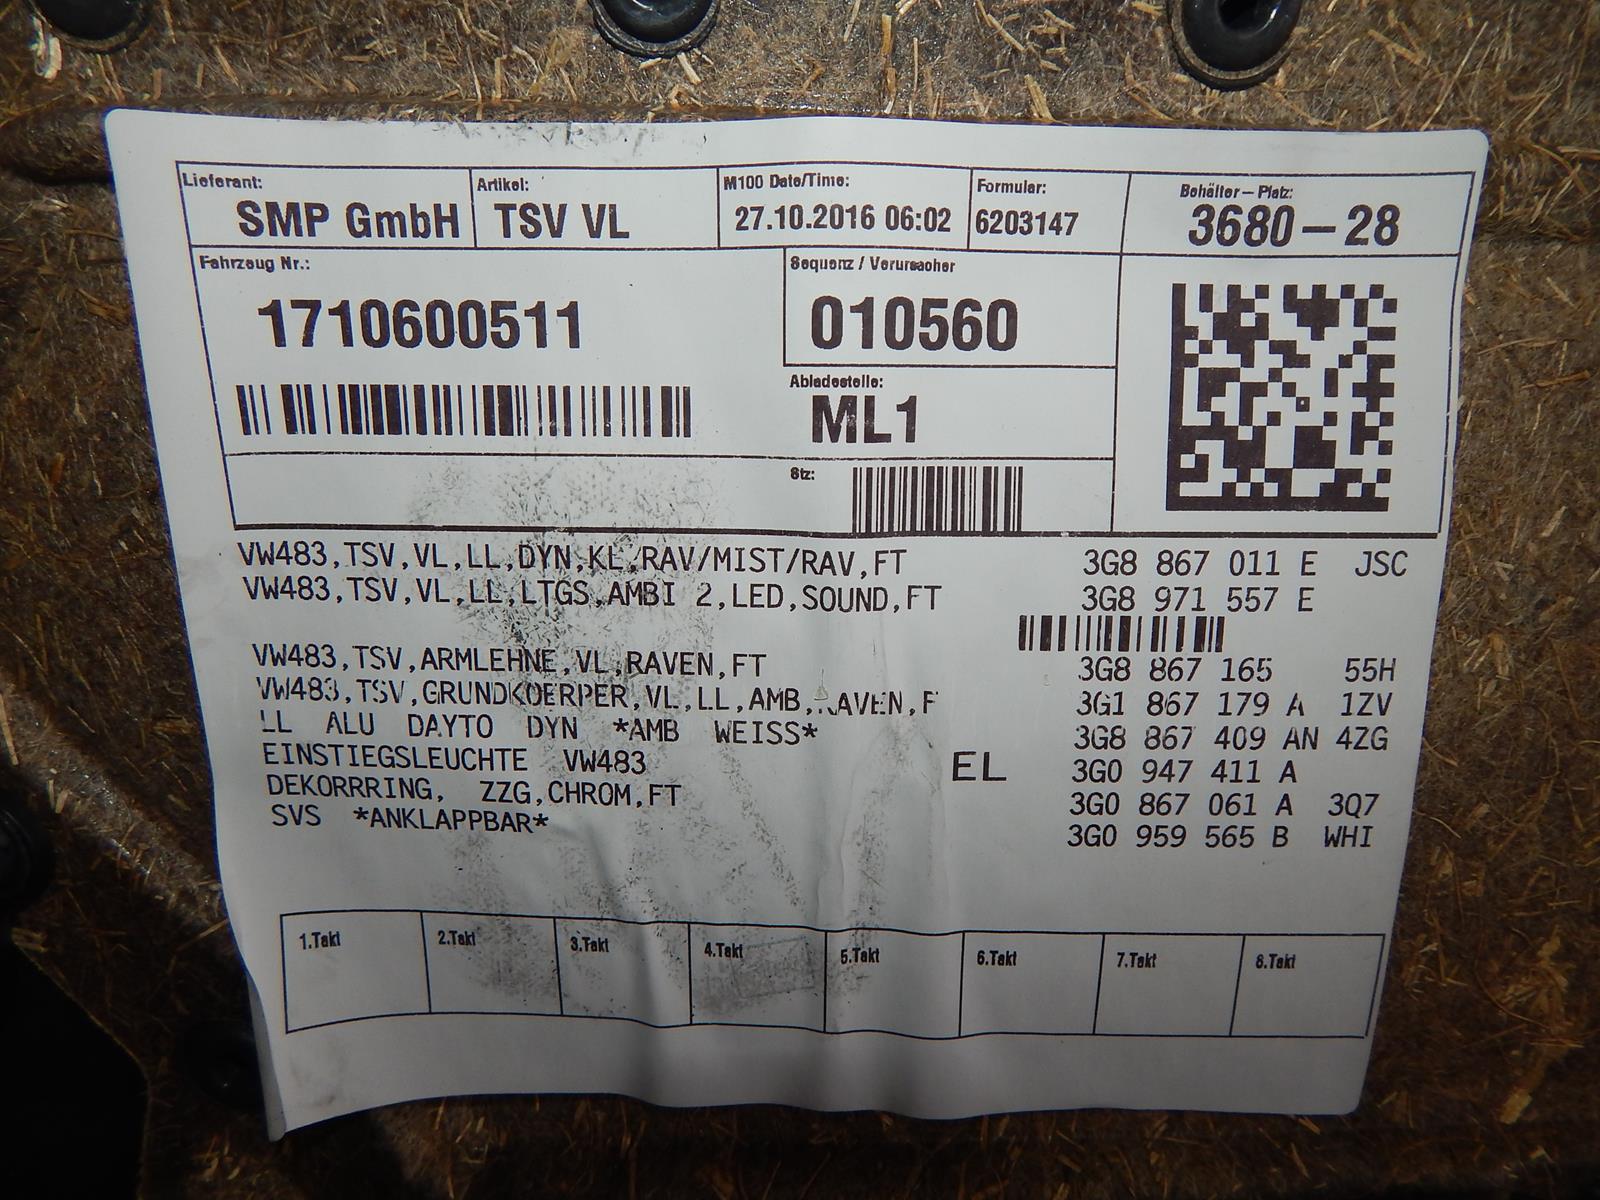 Lieferant: Artikel: M100 Date/Time: Formular: Behälter – Platz:
SMP GmbH TSV VL 27.10.2016 06:02 6203147 3680 – 28
Fahrzeug Nr.: Sequenz / Verursacher
1710600511 010560
Abladestelle:
ML1
Stz:
VW483,TSV,VL,LL,DYN,KL,RAV/MIST/RAV,FT 3G8 867 011 E JSC
VW483,TSV,VL,LL,LTGS,AMBI 2,LED,SOUND,FT 3G8 971 557 E
VW483,TSV,ARMLEHNE,VL,RAVEN,FT 3G8 867 165 55H
VW483,TSV,GRUNDKOERPER,VL,LL,AMB,RAVEN,F 3G1 867 179 A 1ZV
LL ALU DAYTO DYN *AMB WEISS* 3G8 867 409 AN 4ZG
EINSTIEGSLEUCHTE VW483 EL 3G0 947 411 A
DEKORRRING, ZZG,CHROM,FT 3G0 867 061 A 3Q7
SVS *ANKLAPPBAR* 3G0 959 565 B WHI
1.Takt 2.Takt 3.Takt 4.Takt 5.Takt 6.Takt 7.Takt 8.Takt